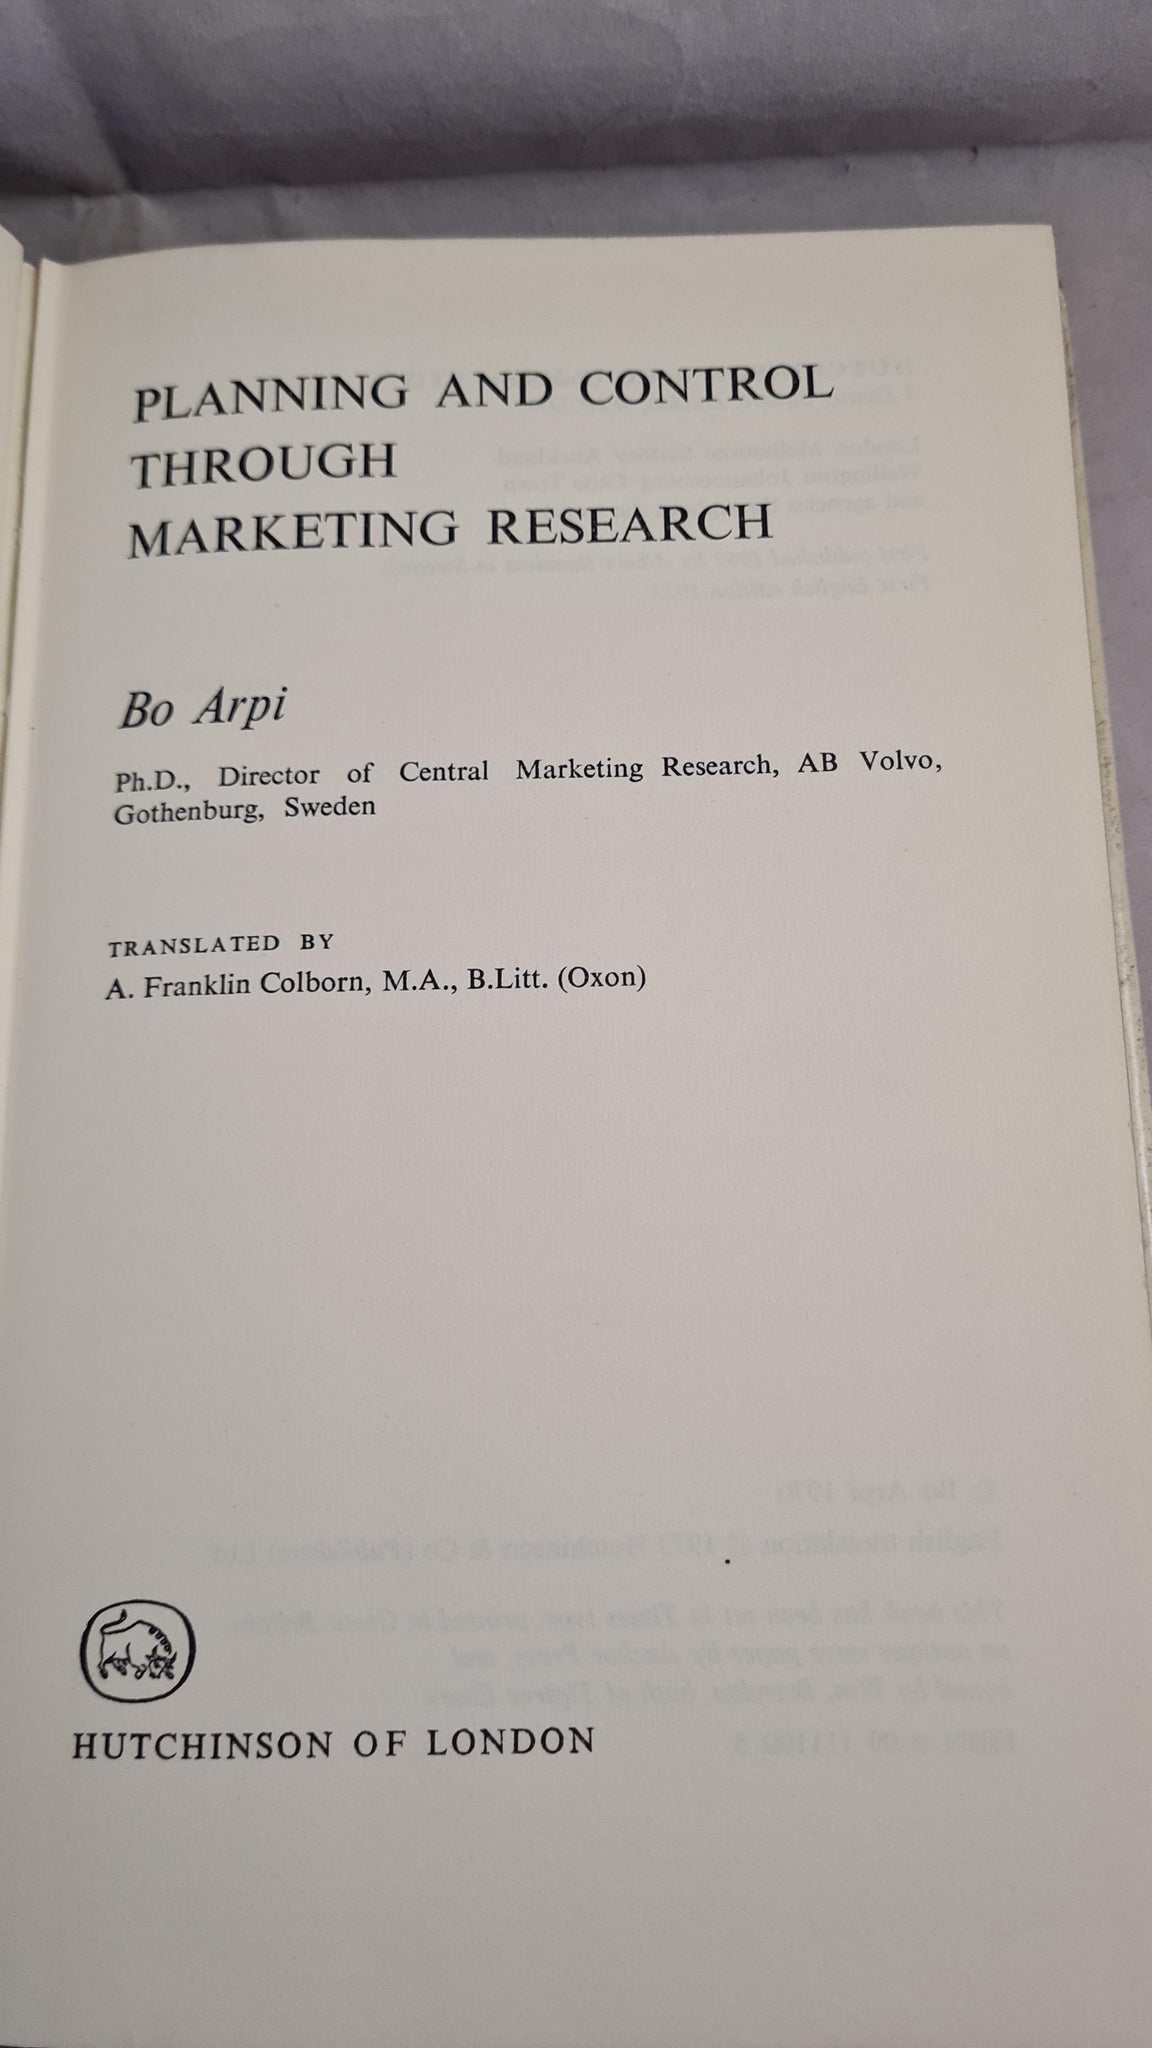 PLANNING AND CONTROL
THROUGH
MARKETING RESEARCH
Bo Arpi
Ph.D., Director of Central Marketing Research, AB Volvo,
Gothenburg, Sweden
TRANSLATED BY
A. Franklin Colborn, M.A., B.Litt. (Oxon)
HUTCHINSON OF LONDON